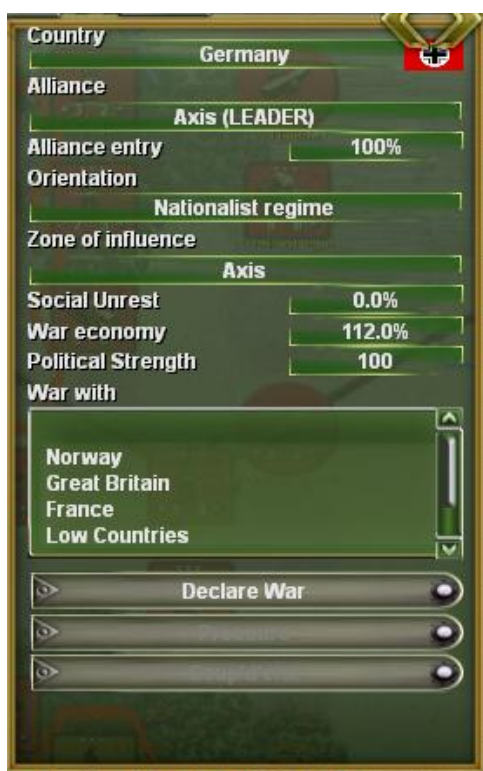 Country
Germany
Alliance
Axis (LEADER)
Alliance entry 100%
Orientation
Nationalist regime
Zone of influence
Axis
Social Unrest 0.0%
War economy 112.0%
Political Strength 100
War with
Norway
Great Britain
France
Low Countries
Declare War